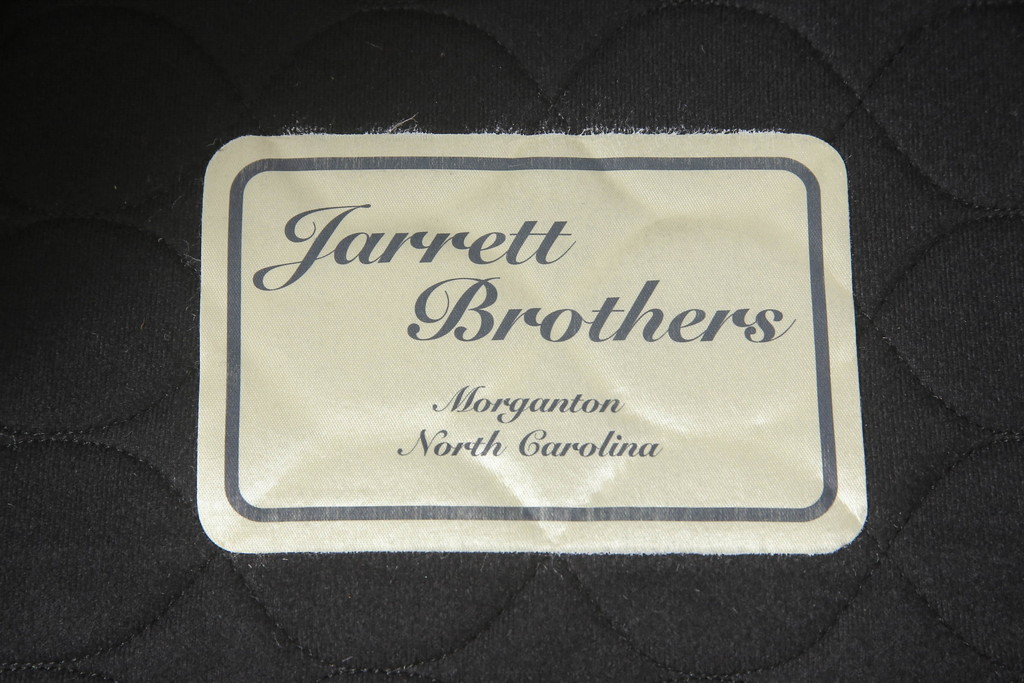 Jarrett
Brothers
Morganton
North Carolina